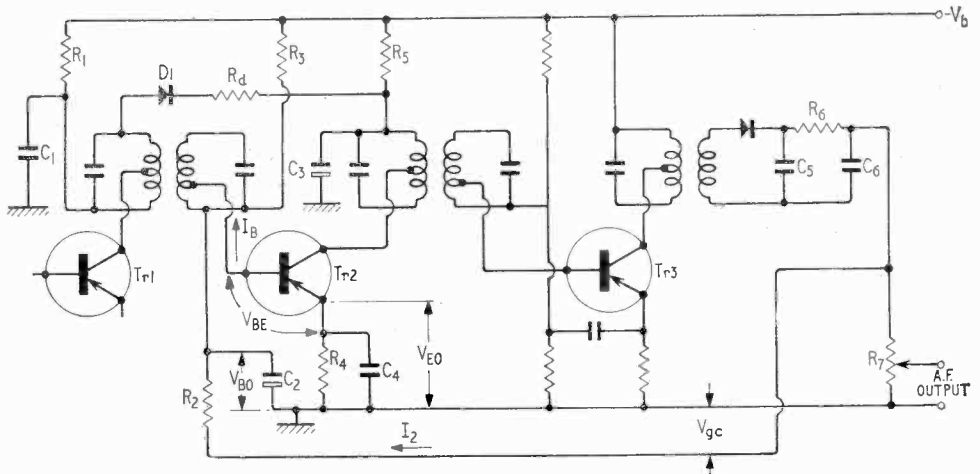 -Vb
R1
D1
Rd
R3
R5
R6
C1
C3
C5
C6
IB
Tr1
Tr2
Tr3
VBE
VEO
R7
A.F. OUTPUT
VBO
C2
R4
C4
R2
I2
Vgc